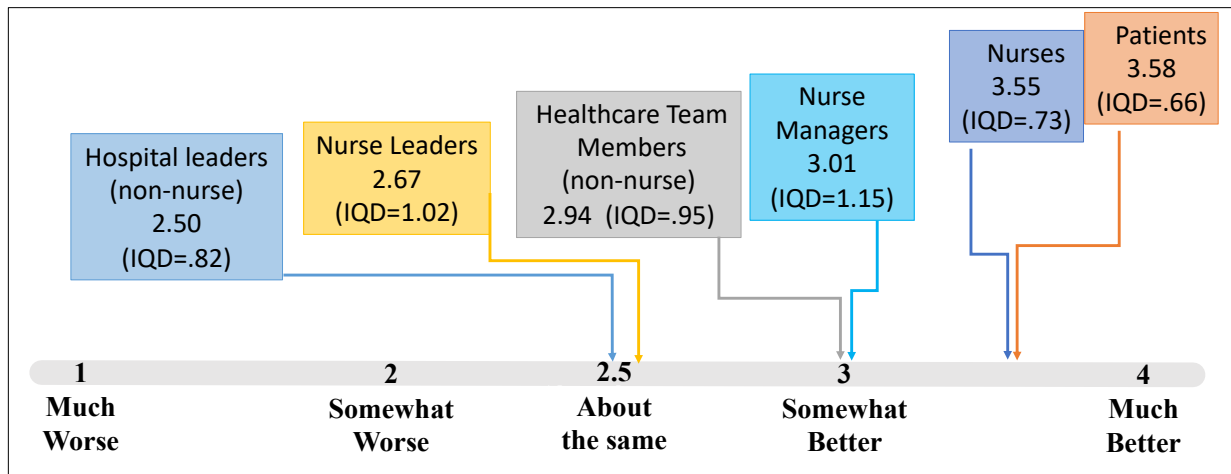 Hospital leaders
(non-nurse)
2.50
(IQD=.82)
Nurse Leaders
2.67
(IQD=1.02)
Healthcare Team
Members
(non-nurse)
2.94 (IQD=.95)
Nurse
Managers
3.01
(IQD=1.15)
Nurses
3.55
(IQD=.73)
Patients
3.58
(IQD=.66)
1
Much
Worse
2
Somewhat
Worse
2.5
About
the same
3
Somewhat
Better
4
Much
Better